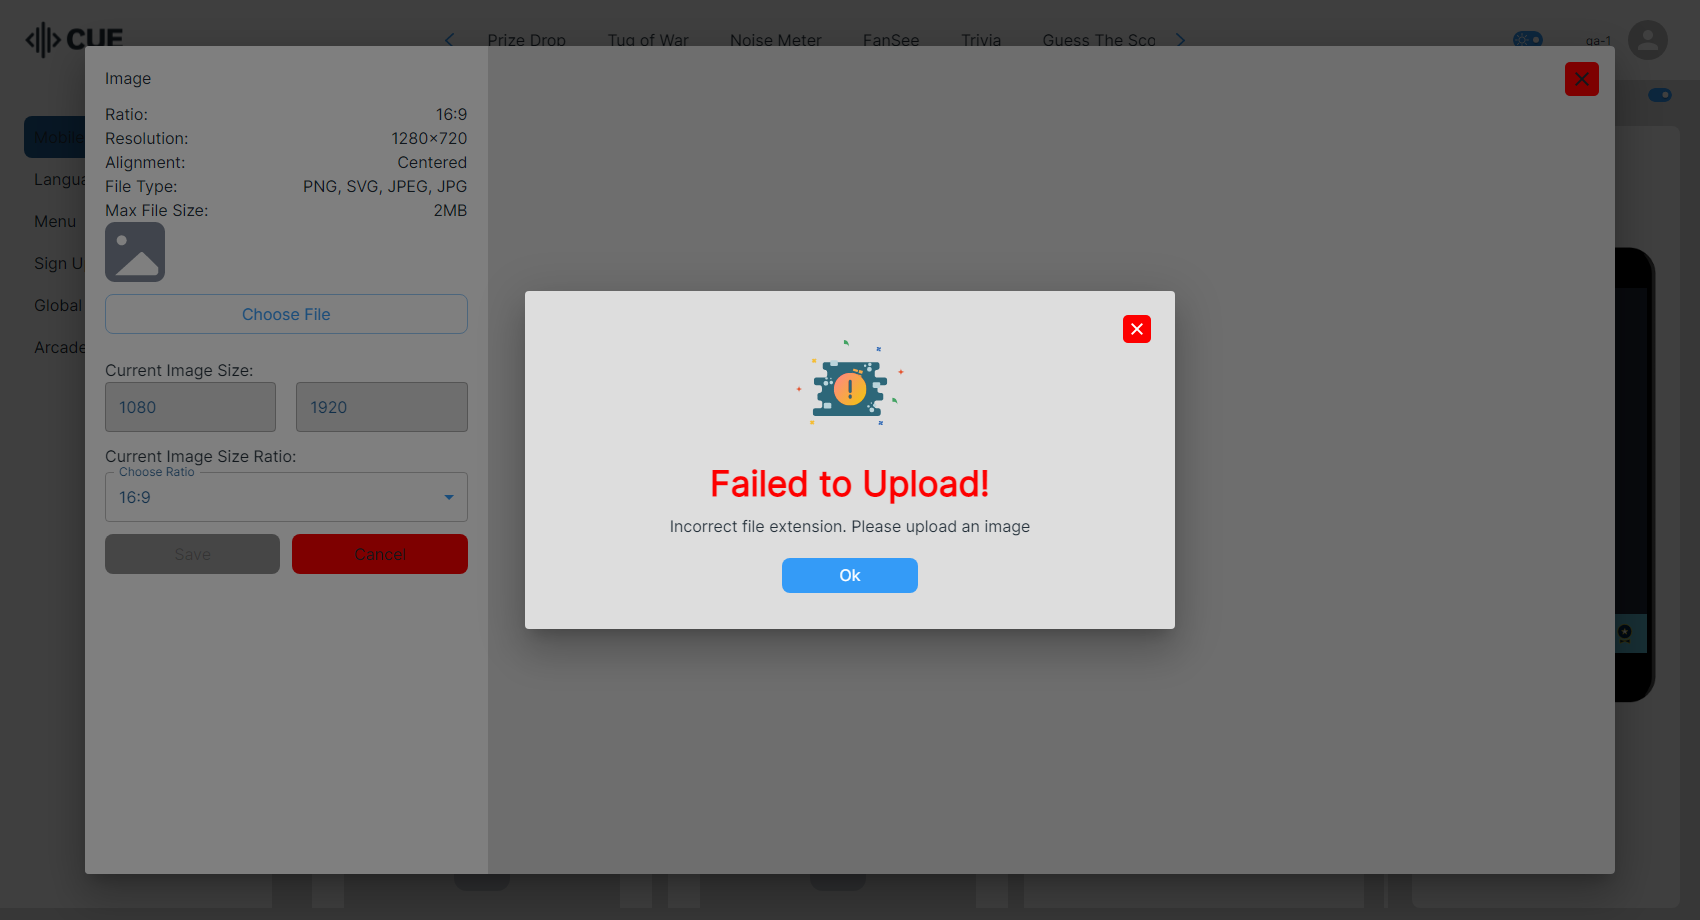 CUE
Prize Drop
Tug of War
Noise Meter
FanSee
Trivia
Guess The Sco
qa-1
Mobile
Langua
Menu
Sign U
Global
Arcade
Image
Ratio: 16:9
Resolution: 1280×720
Alignment: Centered
File Type: PNG, SVG, JPEG, JPG
Max File Size: 2MB
Choose File
Current Image Size:
1080 1920
Current Image Size Ratio:
Choose Ratio
16:9
Save Cancel
Failed to Upload!
Incorrect file extension. Please upload an image
Ok